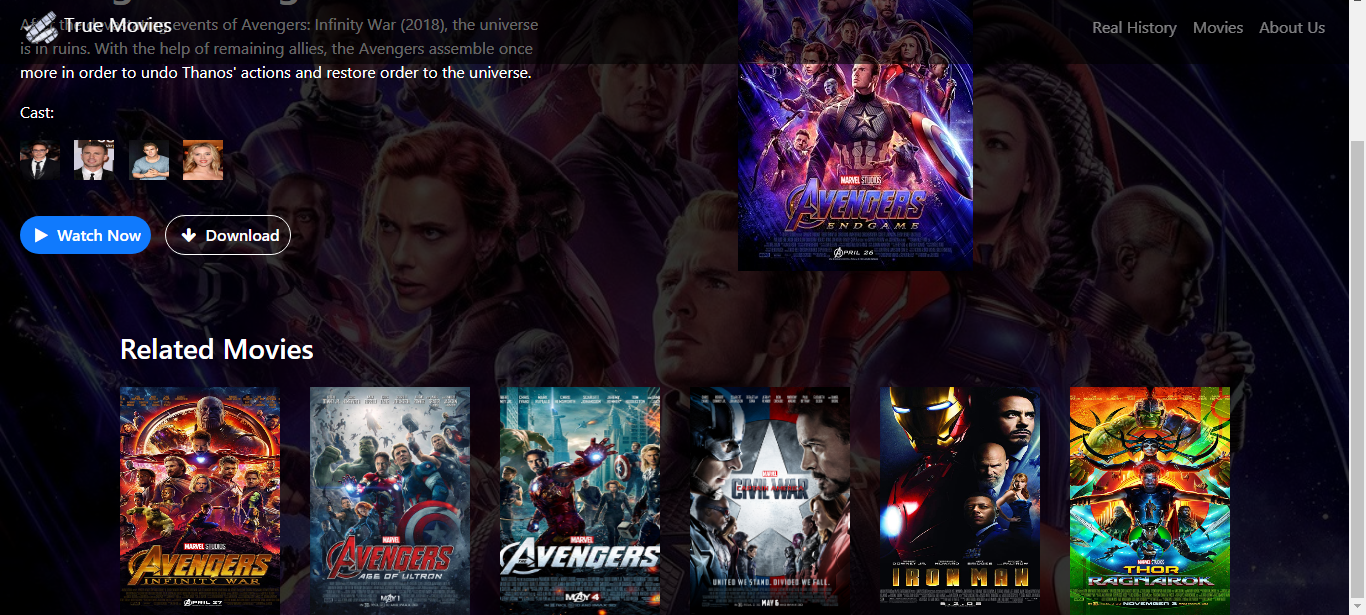 True Movies
Real History
Movies
About Us
After the devastating events of Avengers: Infinity War (2018), the universe
is in ruins. With the help of remaining allies, the Avengers assemble once
more in order to undo Thanos' actions and restore order to the universe.
Cast:
MARVEL STUDIOS
AVENGERS
ENDGAME
APRIL 26
Watch Now
Download
Related Movies
MARVEL STUDIOS
AVENGERS
INFINITY WAR
APRIL 27
MARVEL
AVENGERS
AGE OF ULTRON
MAY 1
MARVEL
AVENGERS
MAY 4
MARVEL
CIVIL WAR
UNITED WE STAND. DIVIDED WE FALL.
MAY 6
IRON MAN
5.2.08
MARVEL STUDIOS
THOR
RAGNAROK
NOVEMBER 3